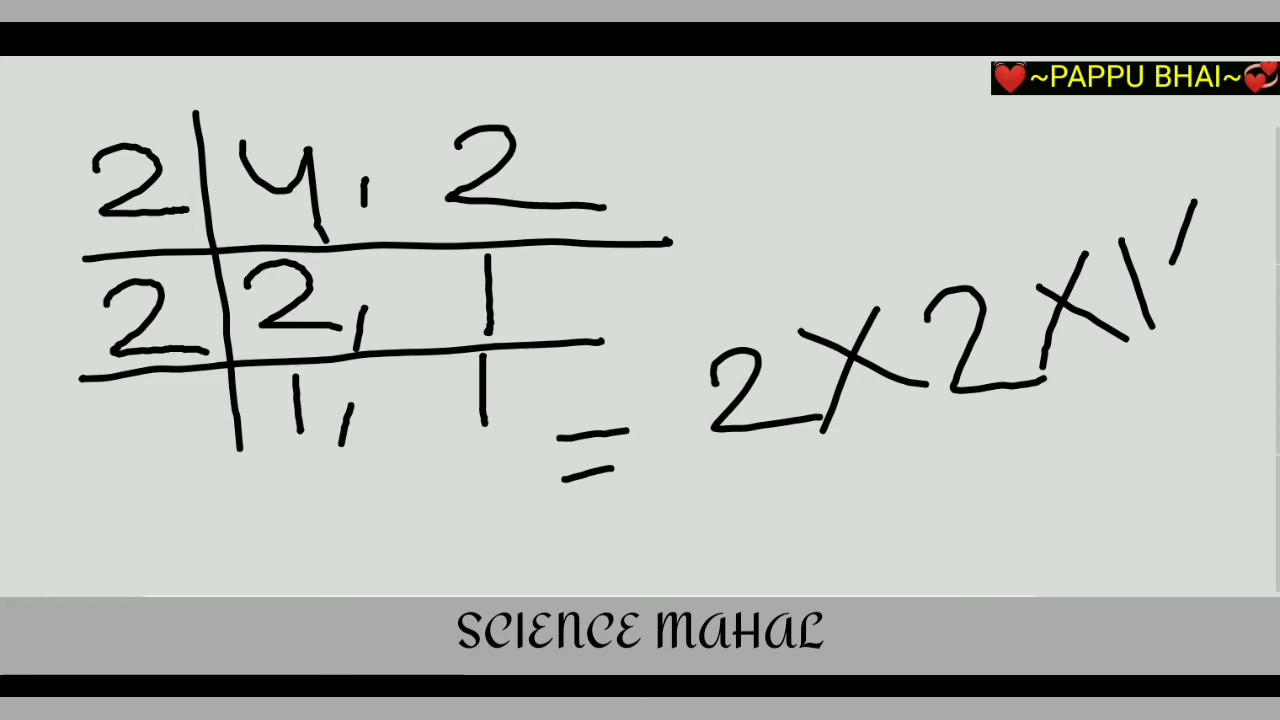 ❤️~PAPPU BHAI~💞
2 | 4, 2
2 | 2, 1
1, 1
= 2 X 2 X 1'
SCIENCE MAHAL